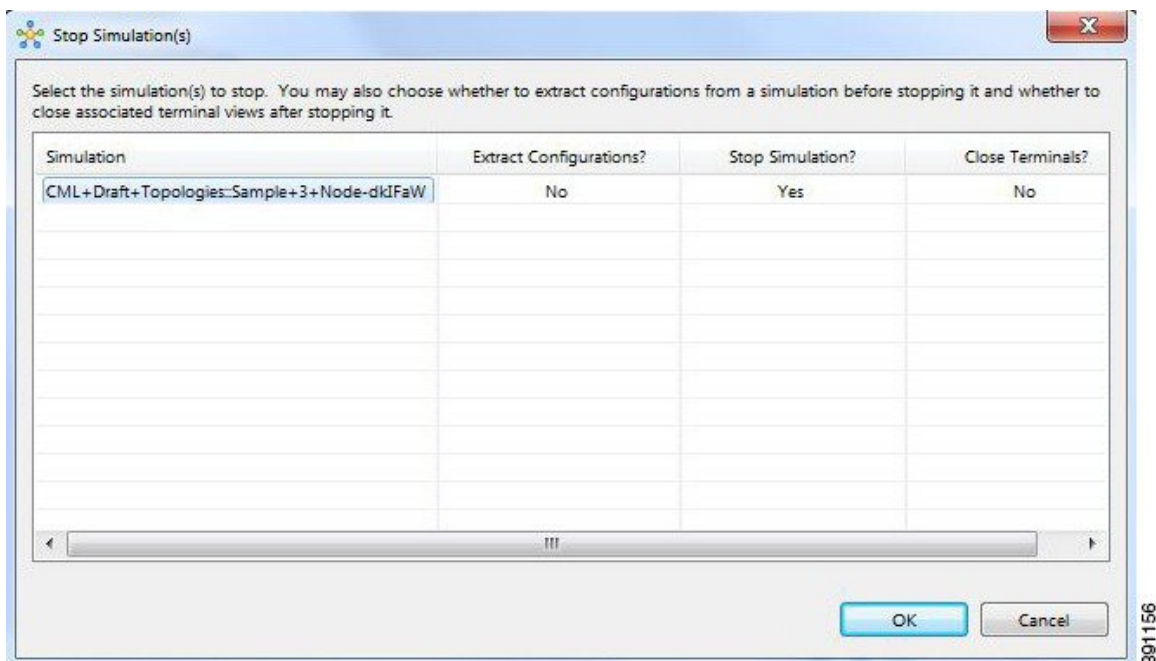 Stop Simulation(s)
Select the simulation(s) to stop. You may also choose whether to extract configurations from a simulation before stopping it and whether to
close associated terminal views after stopping it.
Simulation Extract Configurations? Stop Simulation? Close Terminals?
CML+Draft+Topologies::Sample+3+Node-dkIFaW No Yes No
OK Cancel
391156